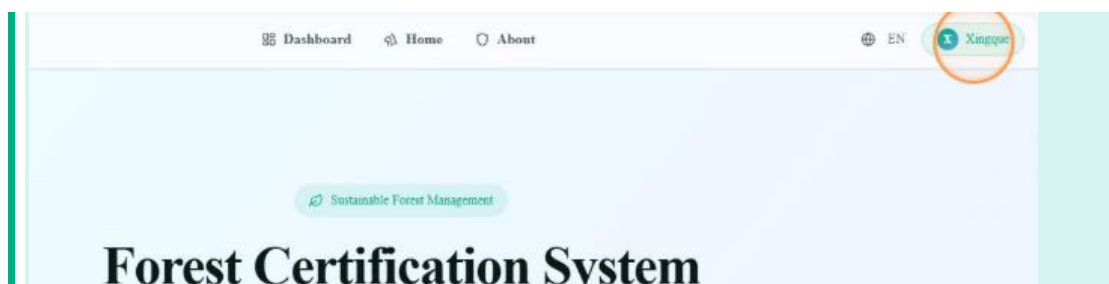 Dashboard Home About EN X Xingque
Sustainable Forest Management
Forest Certification System